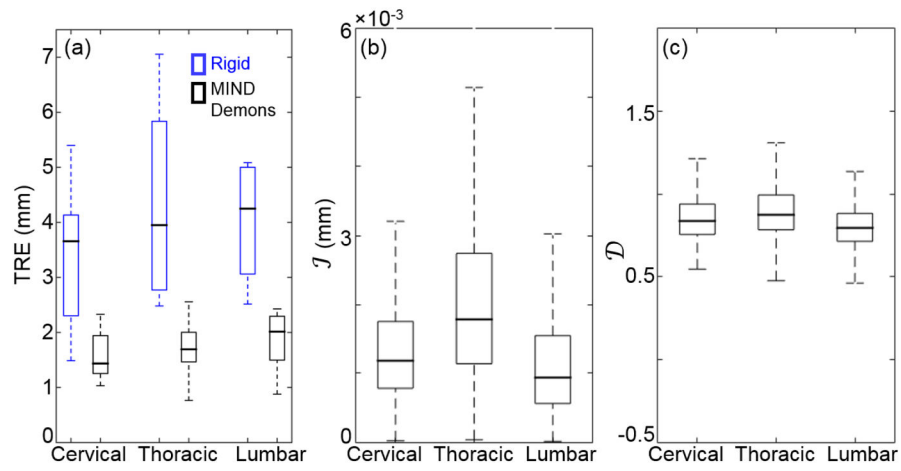 (a)
Rigid
MIND
Demons
7
6
5
4
3
2
1
0
TRE (mm)
Cervical Thoracic Lumbar
6 ×10⁻³
(b)
3
0
𝒥 (mm)
Cervical Thoracic Lumbar
(c)
1.5
0.5
-0.5
𝒟
Cervical Thoracic Lumbar